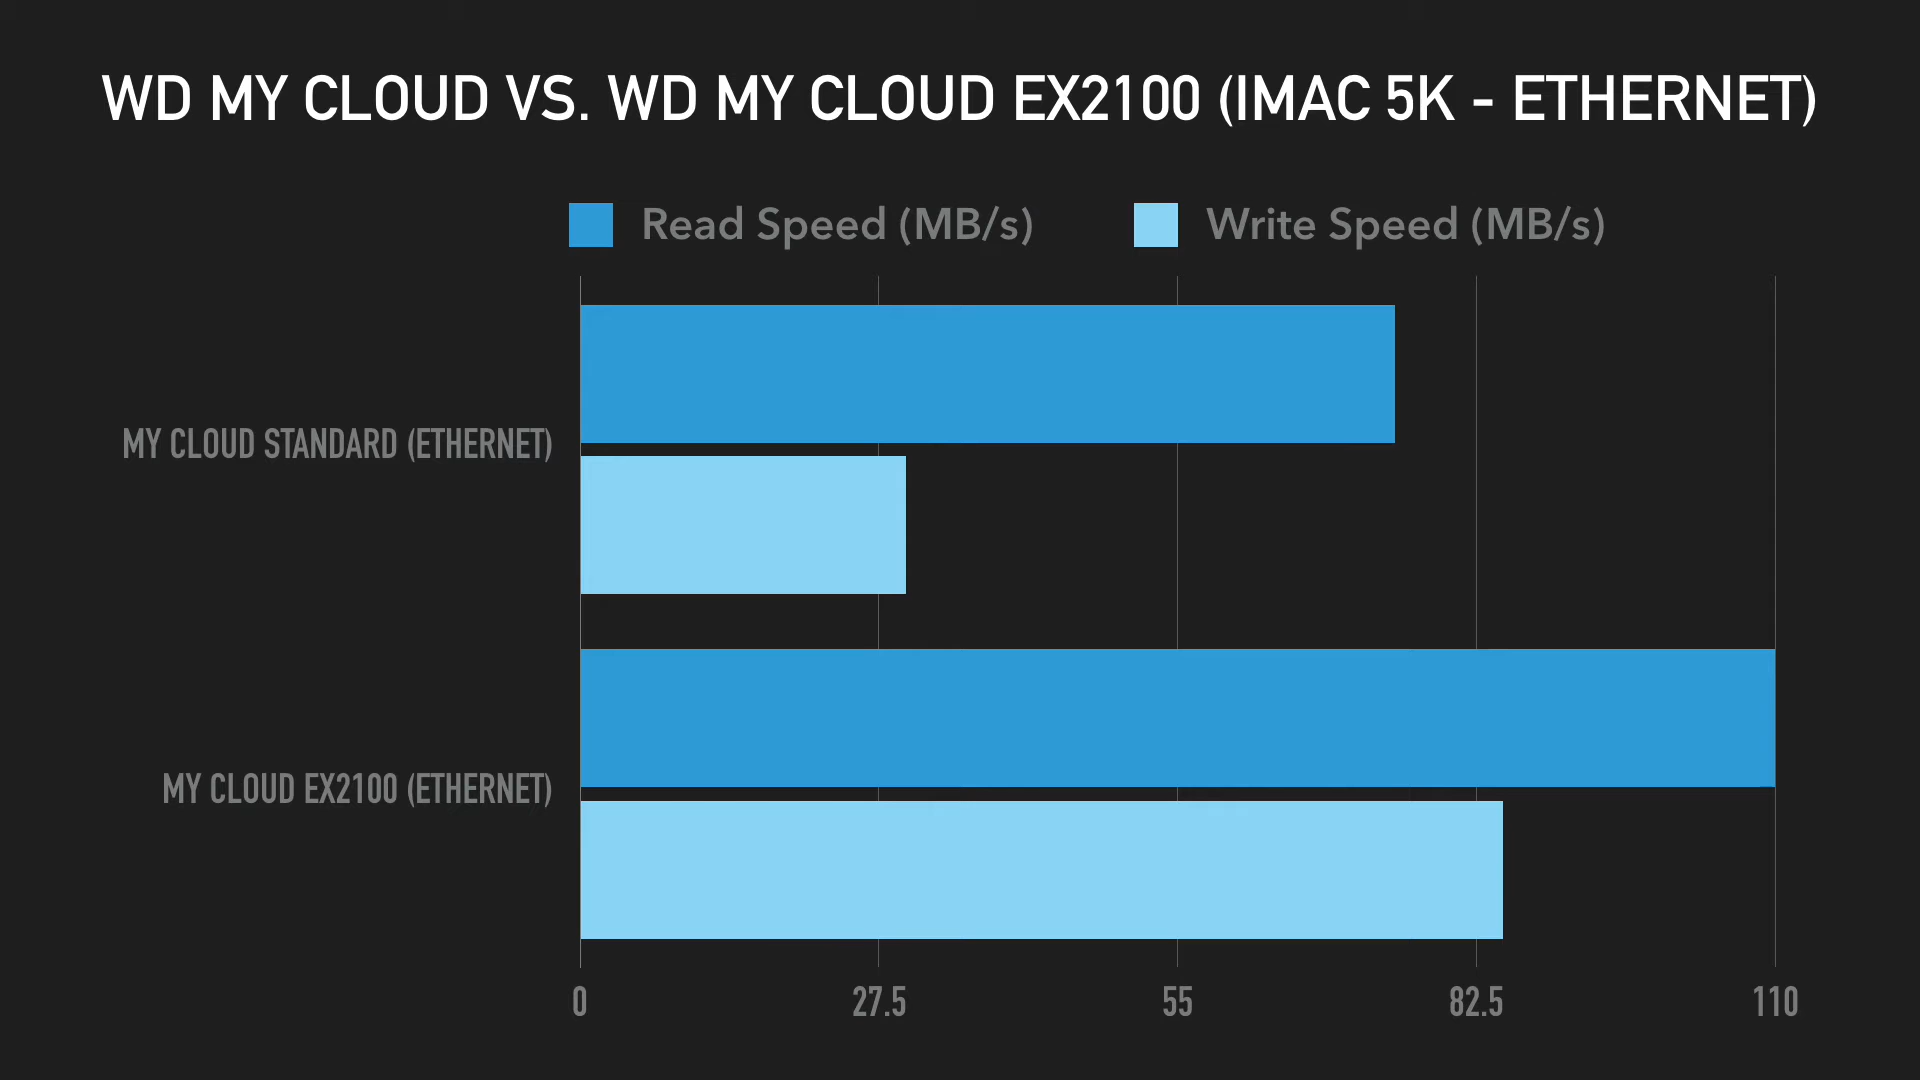 WD MY CLOUD VS. WD MY CLOUD EX2100 (IMAC 5K - ETHERNET)
Read Speed (MB/s) Write Speed (MB/s)
MY CLOUD STANDARD (ETHERNET)
MY CLOUD EX2100 (ETHERNET)
0 27.5 55 82.5 110